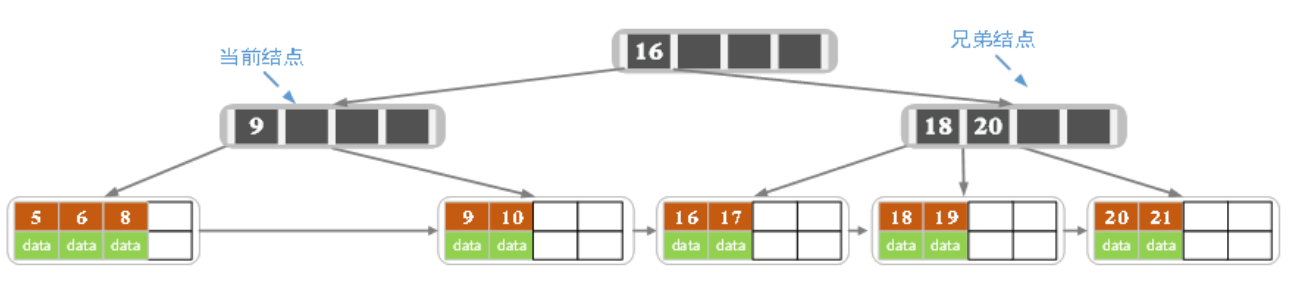 当前结点
兄弟结点
16
9
18 20
5 6 8
data data data
9 10
data data
16 17
data data
18 19
data data
20 21
data data